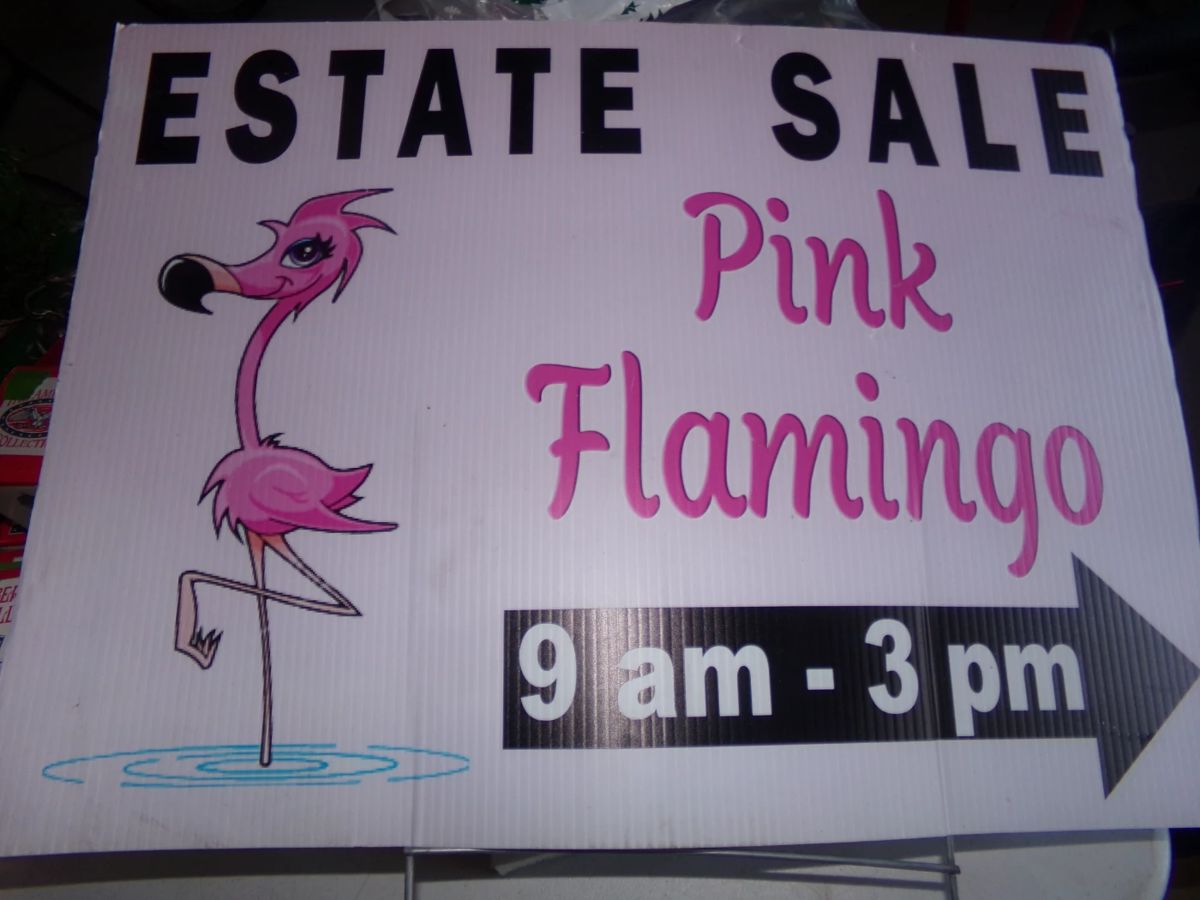 ESTATE SALE
Pink
Flamingo
9 am - 3 pm